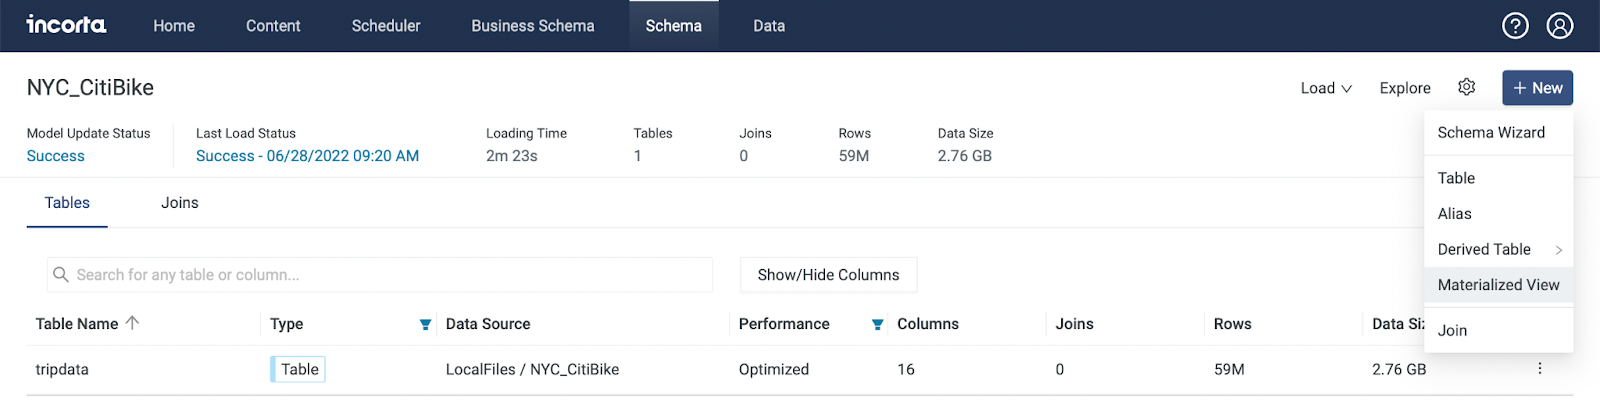 incorta Home Content Scheduler Business Schema Schema Data
NYC_CitiBike Load Explore + New
Model Update Status Last Load Status Loading Time Tables Joins Rows Data Size
Success Success - 06/28/2022 09:20 AM 2m 23s 1 0 59M 2.76 GB
Schema Wizard
Table
Alias
Derived Table
Materialized View
Join
Tables Joins
Search for any table or column... Show/Hide Columns
Table Name Type Data Source Performance Columns Joins Rows Data Siz
tripdata Table LocalFiles / NYC_CitiBike Optimized 16 0 59M 2.76 GB